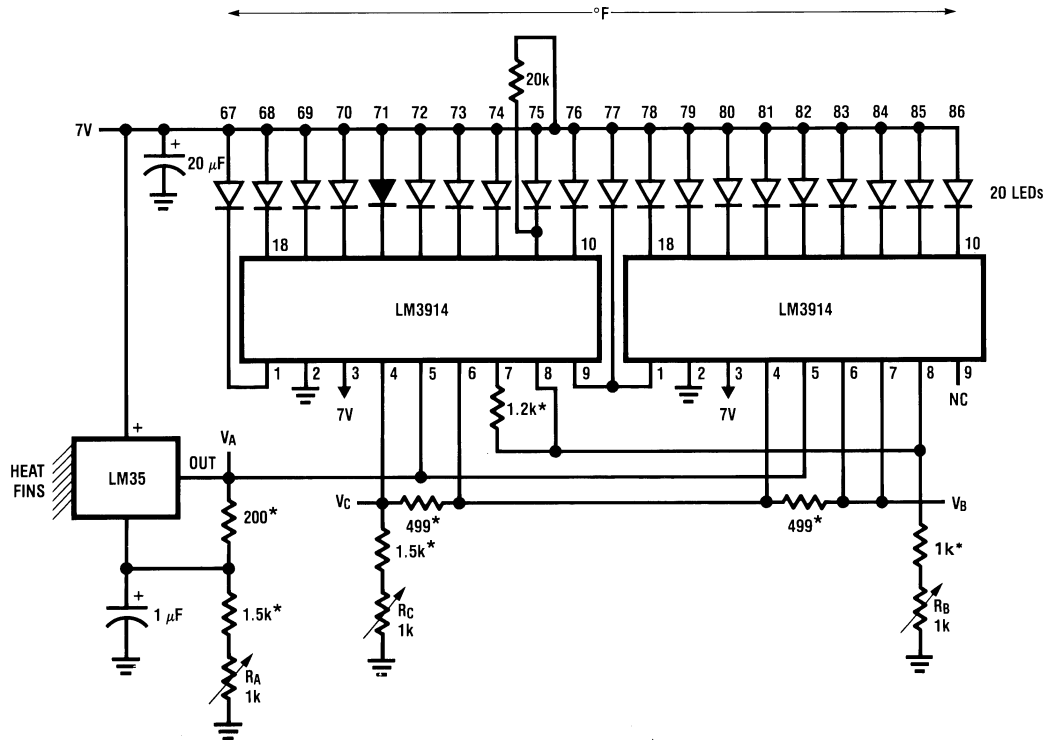 °F
20k
67 68 69 70 71 72 73 74 75 76 77 78 79 80 81 82 83 84 85 86
7V
+
20 µF
20 LEDs
18 10 18 10
LM3914 LM3914
1 2 3 4 5 6 7 8 9 1 2 3 4 5 6 7 8 9
7V 1.2k* 7V NC
+
VA
HEAT
FINS
LM35
OUT
200*
VC
499*
499*
VB
1.5k*
1k*
+
1 µF
1.5k*
RC
1k
RB
1k
RA
1k